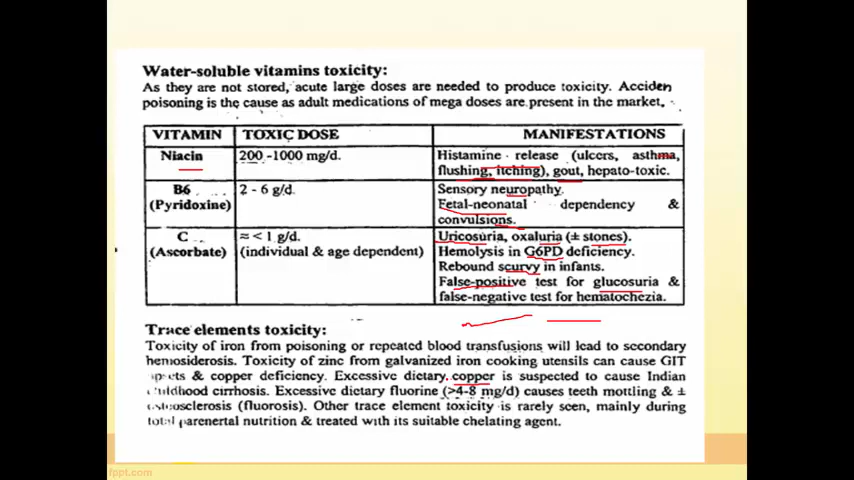 Water-soluble vitamins toxicity:
As they are not stored, acute large doses are needed to produce toxicity. Acciden
poisoning is the cause as adult medications of mega doses are present in the market.
VITAMIN TOXIC DOSE MANIFESTATIONS
Niacin 200 -1000 mg/d. Histamine release (ulcers, asthma,
flushing, itching), gout, hepato-toxic.
B6 2 - 6 g/d. Sensory neuropathy.
(Pyridoxine) Fetal-neonatal dependency &
convulsions.
C ≈ < 1 g/d. Uricosuria, oxaluria (± stones).
(Ascorbate) (individual & age dependent) Hemolysis in G6PD deficiency.
Rebound scurvy in infants.
False-positive test for glucosuria &
false-negative test for hematochezia.
Trace elements toxicity:
Toxicity of iron from poisoning or repeated blood transfusions will lead to secondary
hemosiderosis. Toxicity of zinc from galvanized iron cooking utensils can cause GIT
& copper deficiency. Excessive dietary copper is suspected to cause Indian
cirrhosis. Excessive dietary fluorine (>4-8 mg/d) causes teeth mottling & ±
(fluorosis). Other trace element toxicity is rarely seen, mainly during
total parenertal nutrition & treated with its suitable chelating agent.
fppt.com